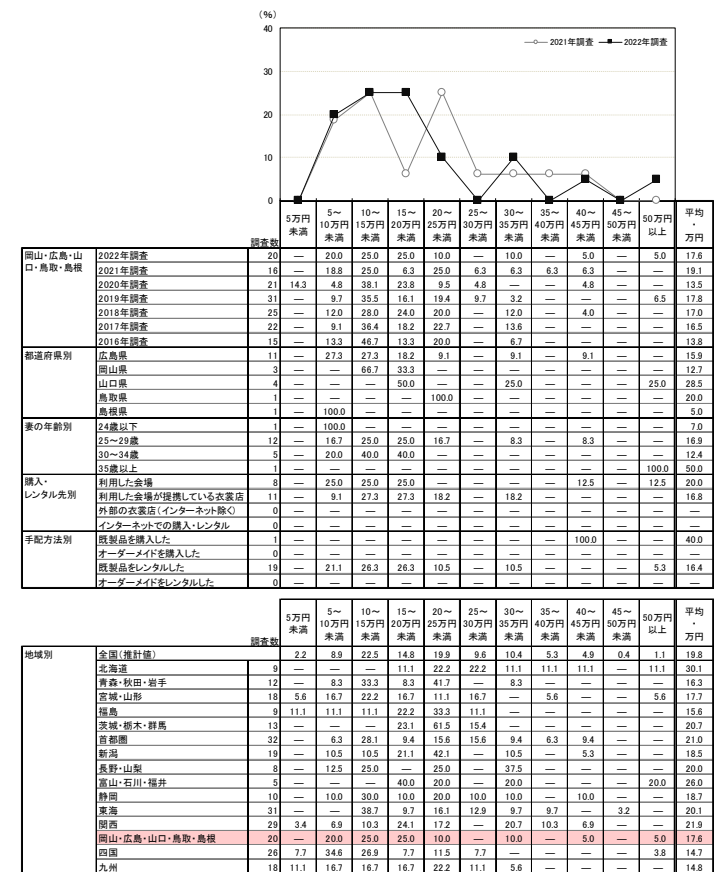 (%)
40
30
20
10
0
2021年調査 2022年調査
調査数 5万円未満 5～10万円未満 10～15万円未満 15～20万円未満 20～25万円未満 25～30万円未満 30～35万円未満 35～40万円未満 40～45万円未満 45～50万円未満 50万円以上 平均・万円
岡山・広島・山口・鳥取・島根 2022年調査 20 — 20.0 25.0 25.0 10.0 — 10.0 — 5.0 — 5.0 17.6
2021年調査 16 — 18.8 25.0 6.3 25.0 6.3 6.3 6.3 6.3 — — 19.1
2020年調査 21 14.3 4.8 38.1 23.8 9.5 4.8 — — 4.8 — — 13.5
2019年調査 31 — 9.7 35.5 16.1 19.4 9.7 3.2 — — — 6.5 17.8
2018年調査 25 — 12.0 28.0 24.0 20.0 — 12.0 — 4.0 — — 17.0
2017年調査 22 — 9.1 36.4 18.2 22.7 — 13.6 — — — — 16.5
2016年調査 15 — 13.3 46.7 13.3 20.0 — 6.7 — — — — 13.8
都道府県別 広島県 11 — 27.3 27.3 18.2 9.1 — 9.1 — 9.1 — — 15.9
岡山県 3 — — 66.7 33.3 — — — — — — — 12.7
山口県 4 — — — 50.0 — — 25.0 — — — 25.0 28.5
鳥取県 1 — — — — 100.0 — — — — — — 20.0
島根県 1 — 100.0 — — — — — — — — — 5.0
妻の年齢別 24歳以下 1 — 100.0 — — — — — — — — — 7.0
25～29歳 12 — 16.7 25.0 25.0 16.7 — 8.3 — 8.3 — — 16.9
30～34歳 5 — 20.0 40.0 40.0 — — — — — — — 12.4
35歳以上 1 — — — — — — — — — — 100.0 50.0
購入・レンタル先別 利用した会場 8 — 25.0 25.0 25.0 — — — — 12.5 — 12.5 20.0
利用した会場が提携している衣裳店 11 — 9.1 27.3 27.3 18.2 — 18.2 — — — — 16.8
外部の衣裳店(インターネット除く) 0 — — — — — — — — — — — —
インターネットでの購入・レンタル 0 — — — — — — — — — — — —
手配方法別 既製品を購入した 1 — — — — — — — — 100.0 — — 40.0
オーダーメイドを購入した 0 — — — — — — — — — — — —
既製品をレンタルした 19 — 21.1 26.3 26.3 10.5 — 10.5 — — — 5.3 16.4
オーダーメイドをレンタルした 0 — — — — — — — — — — — —
調査数 5万円未満 5～10万円未満 10～15万円未満 15～20万円未満 20～25万円未満 25～30万円未満 30～35万円未満 35～40万円未満 40～45万円未満 45～50万円未満 50万円以上 平均・万円
地域別 全国(推計値) 2.2 8.9 22.5 14.8 19.9 9.6 10.4 5.3 4.9 0.4 1.1 19.8
北海道 9 — — — 11.1 22.2 22.2 11.1 11.1 11.1 — 11.1 30.1
青森・秋田・岩手 12 — 8.3 33.3 8.3 41.7 — 8.3 — — — — 16.3
宮城・山形 18 5.6 16.7 22.2 16.7 11.1 16.7 — 5.6 — — 5.6 17.7
福島 9 11.1 11.1 11.1 22.2 33.3 11.1 — — — — — 15.6
茨城・栃木・群馬 13 — — — 23.1 61.5 15.4 — — — — — 20.7
首都圏 32 — 6.3 28.1 9.4 15.6 15.6 9.4 6.3 9.4 — — 21.0
新潟 19 — 10.5 10.5 21.1 42.1 — 10.5 — 5.3 — — 18.5
長野・山梨 8 — 12.5 25.0 — 25.0 — 37.5 — — — — 20.0
富山・石川・福井 5 — — — 40.0 20.0 — 20.0 — — — 20.0 26.0
静岡 10 — 10.0 30.0 10.0 20.0 10.0 10.0 — 10.0 — — 18.7
東海 31 — — 38.7 9.7 16.1 12.9 9.7 9.7 — 3.2 — 20.1
関西 29 3.4 6.9 10.3 24.1 17.2 — 20.7 10.3 6.9 — — 21.9
岡山・広島・山口・鳥取・島根 20 — 20.0 25.0 25.0 10.0 — 10.0 — 5.0 — 5.0 17.6
四国 26 7.7 34.6 26.9 7.7 11.5 7.7 — — — — 3.8 14.7
九州 18 11.1 16.7 16.7 16.7 22.2 11.1 5.6 — — — — 14.8